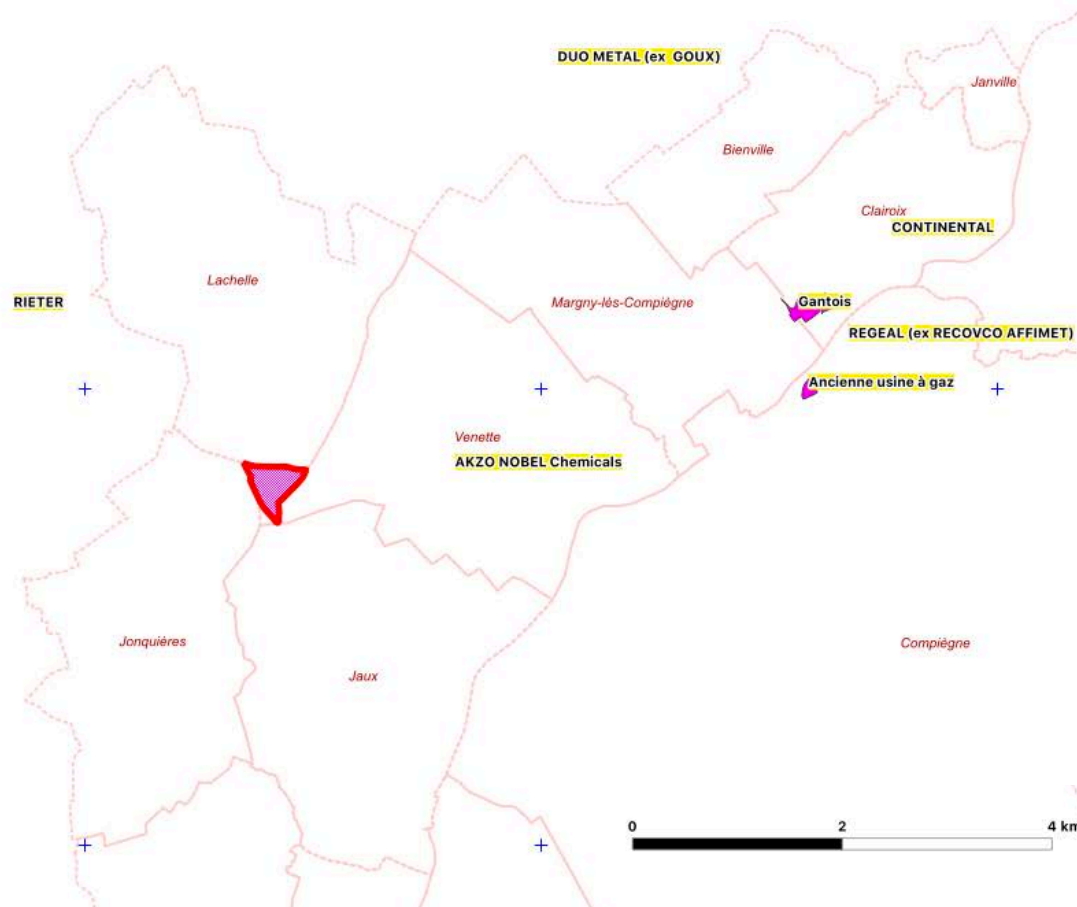 DUO METAL (ex GOUX)
Janville
Bienville
Clairoix
CONTINENTAL
Lachelle
RIETER
Margny-lès-Compiègne
Gantois
REGEAL (ex RECOVCO AFFIMET)
Ancienne usine à gaz
Venette
AKZO NOBEL Chemicals
Jonquières
Compiègne
Jaux
0 2 4 km